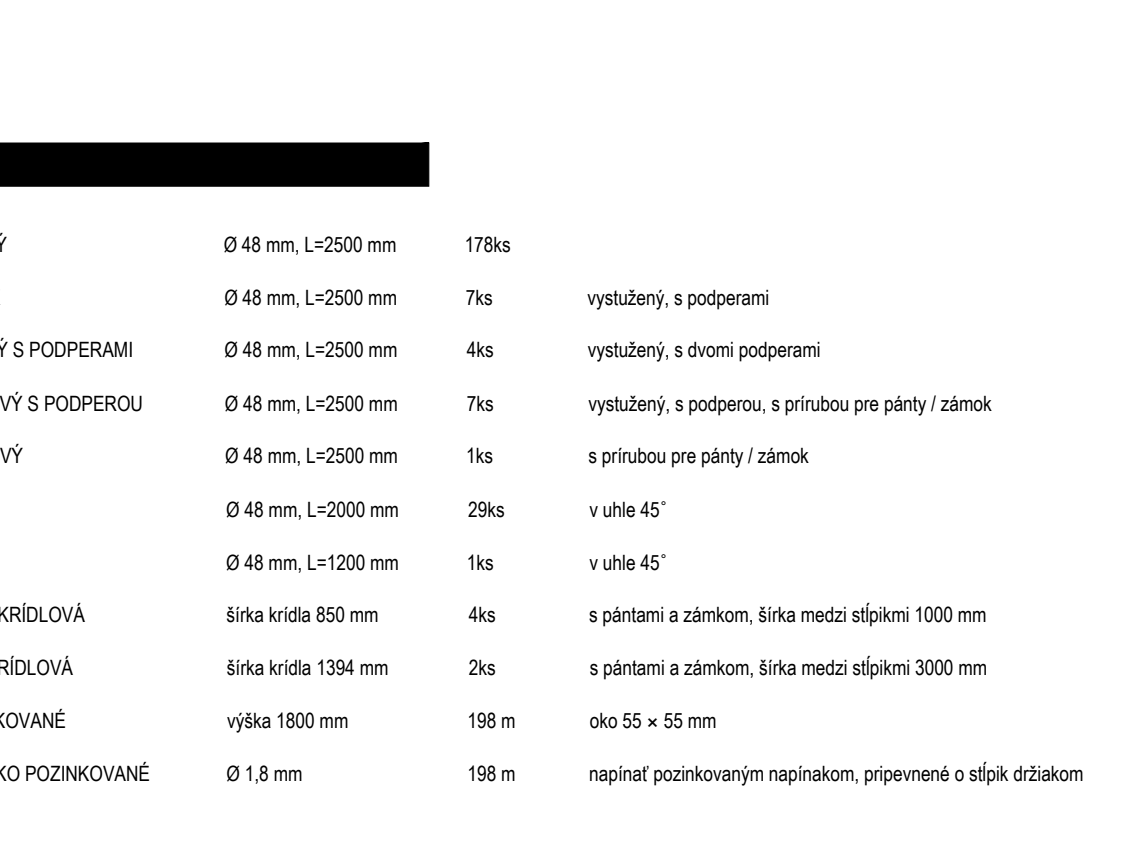 Ý Ø 48 mm, L=2500 mm 178ks
Ø 48 mm, L=2500 mm 7ks vystužený, s podperami
Ý S PODPERAMI Ø 48 mm, L=2500 mm 4ks vystužený, s dvomi podperami
VÝ S PODPEROU Ø 48 mm, L=2500 mm 7ks vystužený, s podperou, s prírubou pre pánty / zámok
VÝ Ø 48 mm, L=2500 mm 1ks s prírubou pre pánty / zámok
Ø 48 mm, L=2000 mm 29ks v uhle 45˚
Ø 48 mm, L=1200 mm 1ks v uhle 45˚
KRÍDLOVÁ šírka krídla 850 mm 4ks s pántami a zámkom, šírka medzi stĺpikmi 1000 mm
RÍDLOVÁ šírka krídla 1394 mm 2ks s pántami a zámkom, šírka medzi stĺpikmi 3000 mm
KOVANÉ výška 1800 mm 198 m oko 55 × 55 mm
KO POZINKOVANÉ Ø 1,8 mm 198 m napínať pozinkovaným napínakom, pripevnené o stĺpik držiakom